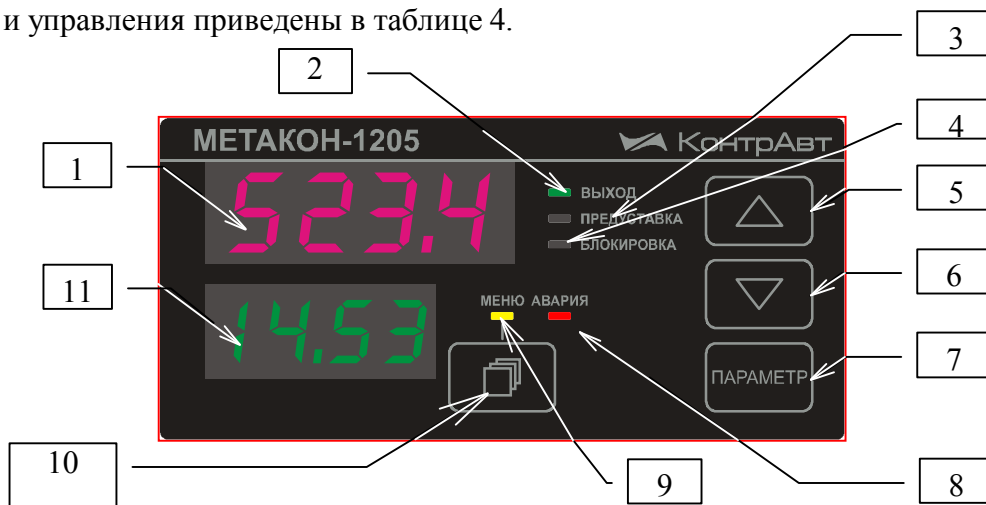 и управления приведены в таблице 4.
2
3
МЕТАКОН-1205
КонтрАвт
4
1
523.4
ВЫХОД
5
ПРЕДУСТАВКА
БЛОКИРОВКА
6
11
14.53
МЕНЮ АВАРИЯ
7
ПАРАМЕТР
10
9
8